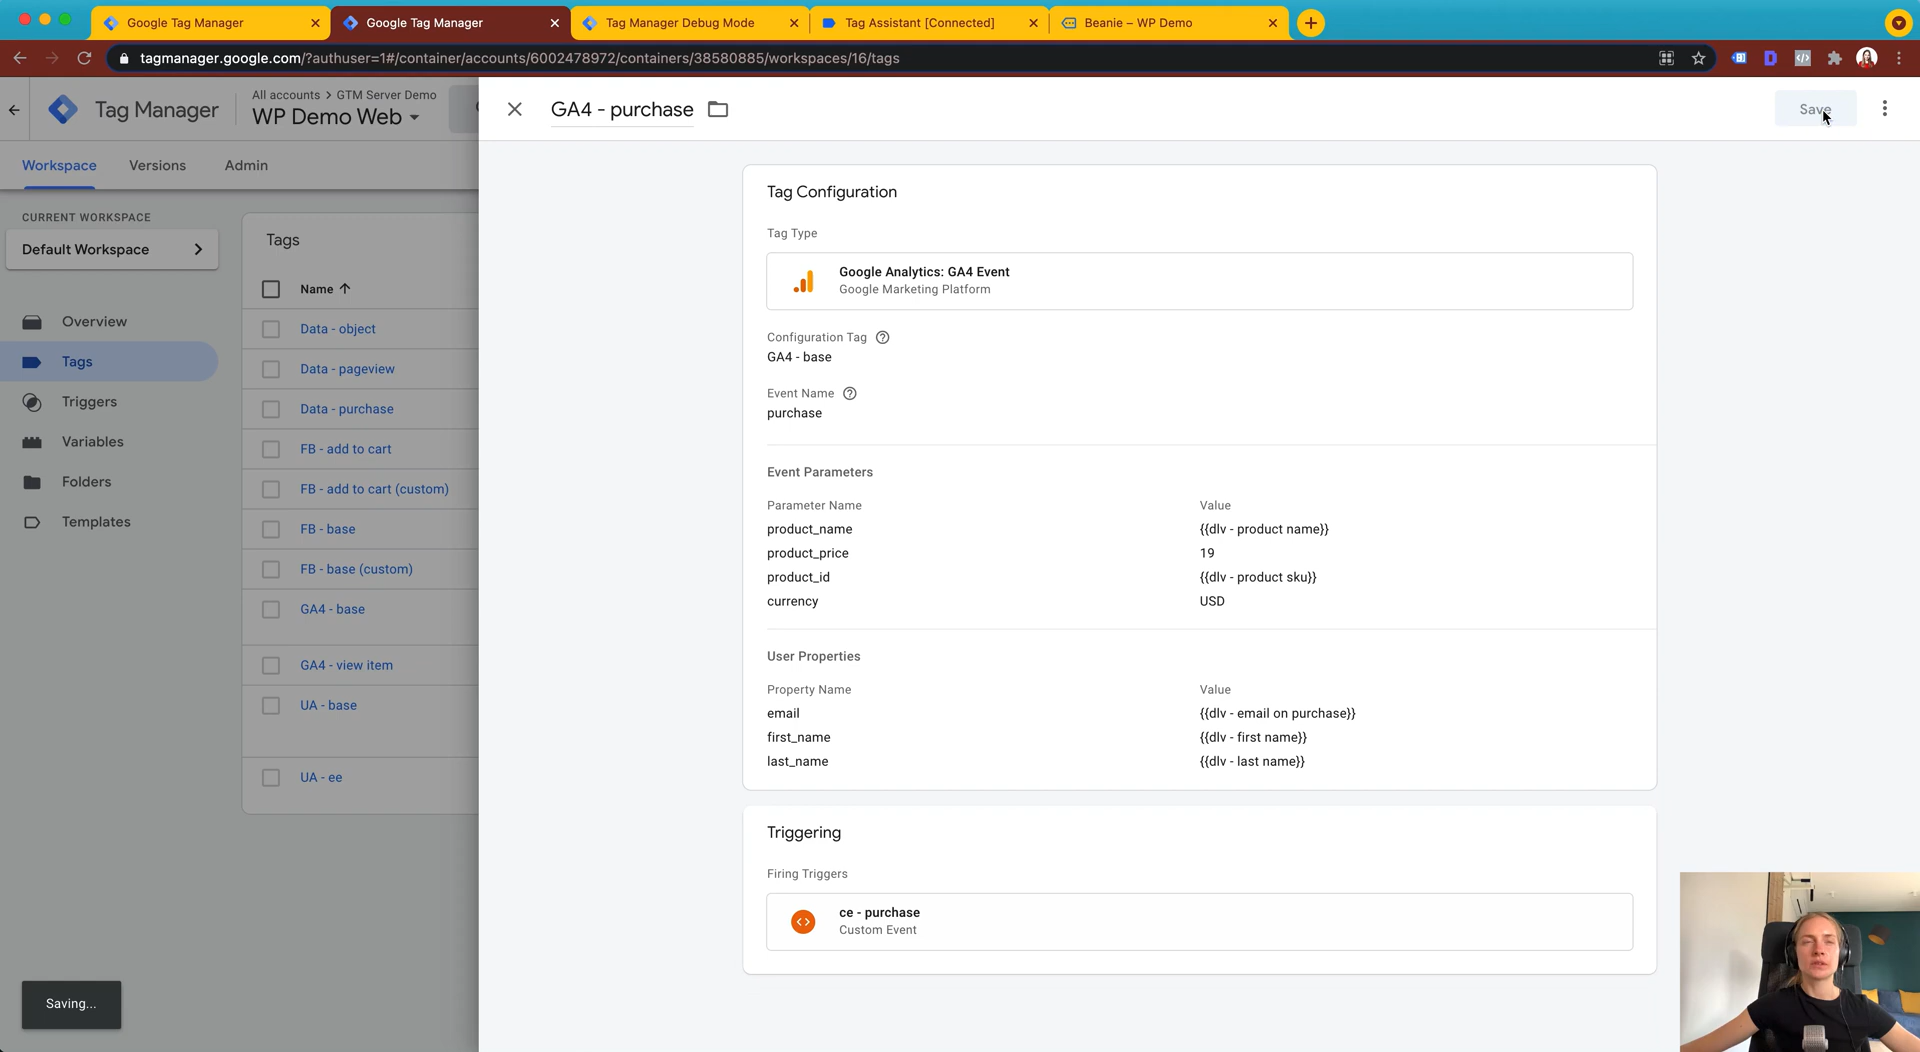 Google Tag Manager
Google Tag Manager
Tag Manager Debug Mode
Tag Assistant [Connected]
Beanie – WP Demo
tagmanager.google.com/?authuser=1#/container/accounts/6002478972/containers/38580885/workspaces/16/tags
Tag Manager
All accounts > GTM Server Demo
WP Demo Web
GA4 - purchase
Save
Workspace
Versions
Admin
CURRENT WORKSPACE
Default Workspace
Overview
Tags
Triggers
Variables
Folders
Templates
Tags
Name
Data - object
Data - pageview
Data - purchase
FB - add to cart
FB - add to cart (custom)
FB - base
FB - base (custom)
GA4 - base
GA4 - view item
UA - base
UA - ee
Tag Configuration
Tag Type
Google Analytics: GA4 Event
Google Marketing Platform
Configuration Tag
GA4 - base
Event Name
purchase
Event Parameters
Parameter Name Value
product_name {{dlv - product name}}
product_price 19
product_id {{dlv - product sku}}
currency USD
User Properties
Property Name Value
email {{dlv - email on purchase}}
first_name {{dlv - first name}}
last_name {{dlv - last name}}
Triggering
Firing Triggers
ce - purchase
Custom Event
Saving...